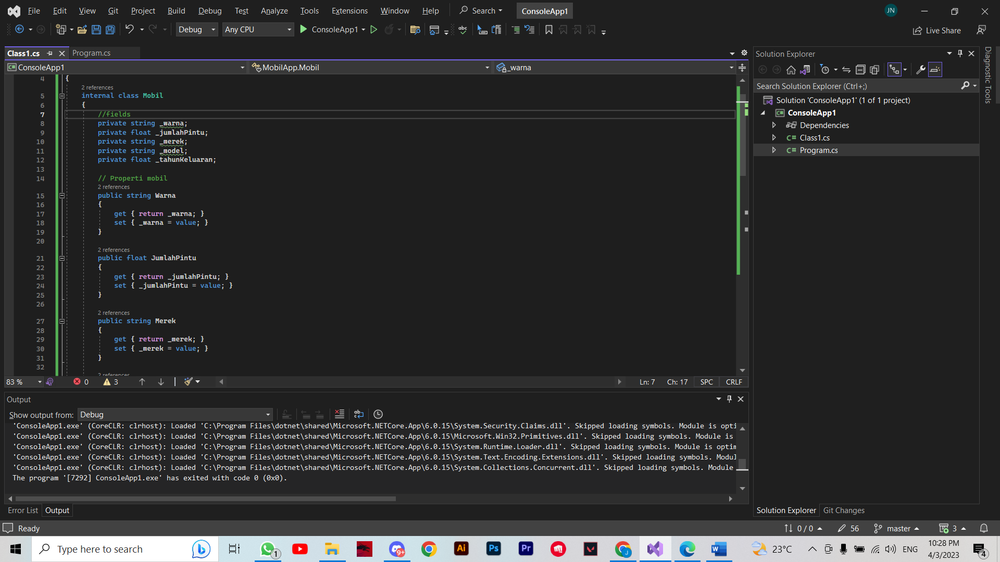 File Edit View Git Project Build Debug Test Analyze Tools Extensions Window Help Search ConsoleApp1 JN
Debug Any CPU ConsoleApp1 Live Share
Class1.cs Program.cs
ConsoleApp1 MobilApp.Mobil _warna
4 {
2 references
5 internal class Mobil
6 {
7 //fields
8 private string _warna;
9 private float _jumlahPintu;
10 private string _merek;
11 private string _model;
12 private float _tahunKeluaran;
13
14 // Properti mobil
2 references
15 public string Warna
16 {
17 get { return _warna; }
18 set { _warna = value; }
19 }
20
2 references
21 public float JumlahPintu
22 {
23 get { return _jumlahPintu; }
24 set { _jumlahPintu = value; }
25 }
26
2 references
27 public string Merek
28 {
29 get { return _merek; }
30 set { _merek = value; }
31 }
32
2 references
83 % 0 3 Ln: 7 Ch: 17 SPC CRLF
Output
Show output from: Debug
'ConsoleApp1.exe' (CoreCLR: clrhost): Loaded 'C:\Program Files\dotnet\shared\Microsoft.NETCore.App\6.0.15\System.Security.Claims.dll'. Skipped loading symbols. Module is opti
'ConsoleApp1.exe' (CoreCLR: clrhost): Loaded 'C:\Program Files\dotnet\shared\Microsoft.NETCore.App\6.0.15\Microsoft.Win32.Primitives.dll'. Skipped loading symbols. Module is
'ConsoleApp1.exe' (CoreCLR: clrhost): Loaded 'C:\Program Files\dotnet\shared\Microsoft.NETCore.App\6.0.15\System.Runtime.Loader.dll'. Skipped loading symbols. Module is optim
'ConsoleApp1.exe' (CoreCLR: clrhost): Loaded 'C:\Program Files\dotnet\shared\Microsoft.NETCore.App\6.0.15\System.Text.Encoding.Extensions.dll'. Skipped loading symbols. Modul
'ConsoleApp1.exe' (CoreCLR: clrhost): Loaded 'C:\Program Files\dotnet\shared\Microsoft.NETCore.App\6.0.15\System.Collections.Concurrent.dll'. Skipped loading symbols. Module
The program '[7292] ConsoleApp1.exe' has exited with code 0 (0x0).
Error List Output
Solution Explorer
Search Solution Explorer (Ctrl+;)
Solution 'ConsoleApp1' (1 of 1 project)
C# ConsoleApp1
Dependencies
C# Class1.cs
C# Program.cs
Solution Explorer Git Changes
Diagnostic Tools
Ready 0 / 0 56 master 3
Type here to search 1 9+ Ai Ps Pr J W 23°C ENG 10:28 PM
4/3/2023 4